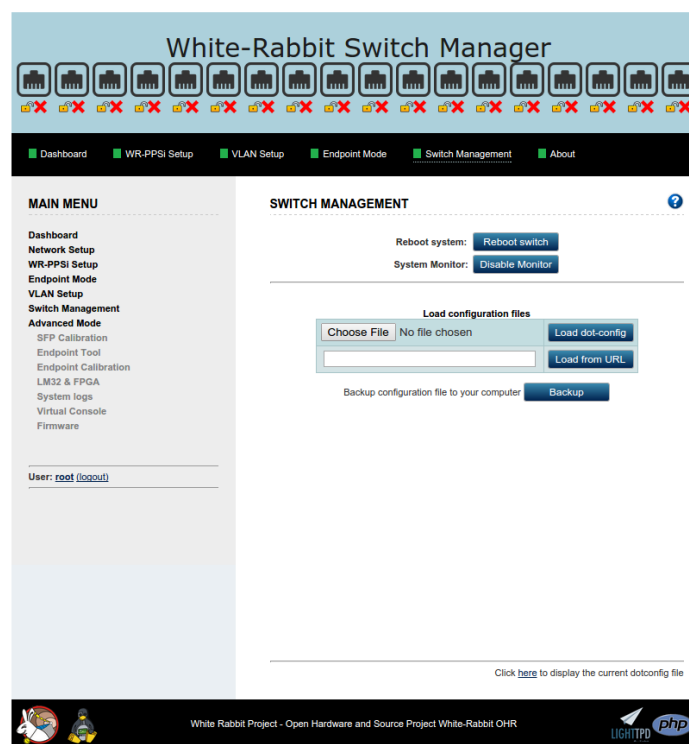 White-Rabbit Switch Manager
Dashboard WR-PPSi Setup VLAN Setup Endpoint Mode Switch Management About
MAIN MENU
Dashboard
Network Setup
WR-PPSi Setup
Endpoint Mode
VLAN Setup
Switch Management
Advanced Mode
SFP Calibration
Endpoint Tool
Endpoint Calibration
LM32 & FPGA
System logs
Virtual Console
Firmware
User: root (logout)
SWITCH MANAGEMENT
Reboot system: Reboot switch
System Monitor: Disable Monitor
Load configuration files
Choose File No file chosen Load dot-config
Load from URL
Backup configuration file to your computer Backup
Click here to display the current dotconfig file
White Rabbit Project - Open Hardware and Source Project White-Rabbit OHR
LIGHTTPD php